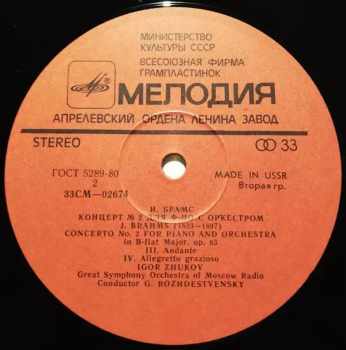 МИНИСТЕРСТВО
КУЛЬТУРЫ СССР
ВСЕСОЮЗНАЯ ФИРМА
ГРАМПЛАСТИНОК
МЕЛОДИЯ
АПРЕЛЕВСКИЙ ОРДЕНА ЛЕНИНА ЗАВОД
STEREO 33
ГОСТ 5289-80
2
33СМ—02674
MADE IN USSR
Вторая гр.
И. БРАМС
КОНЦЕРТ № 2 ДЛЯ Ф-НО С ОРКЕСТРОМ
J. BRAHMS (1833—1897)
CONCERTO No. 2 FOR PIANO AND ORCHESTRA
in B-flat Major, op. 83
III. Andante
IV. Allegretto grazioso
IGOR ZHUKOV
Great Symphony Orchestra of Moscow Radio
Conductor G. ROZHDESTVENSKY